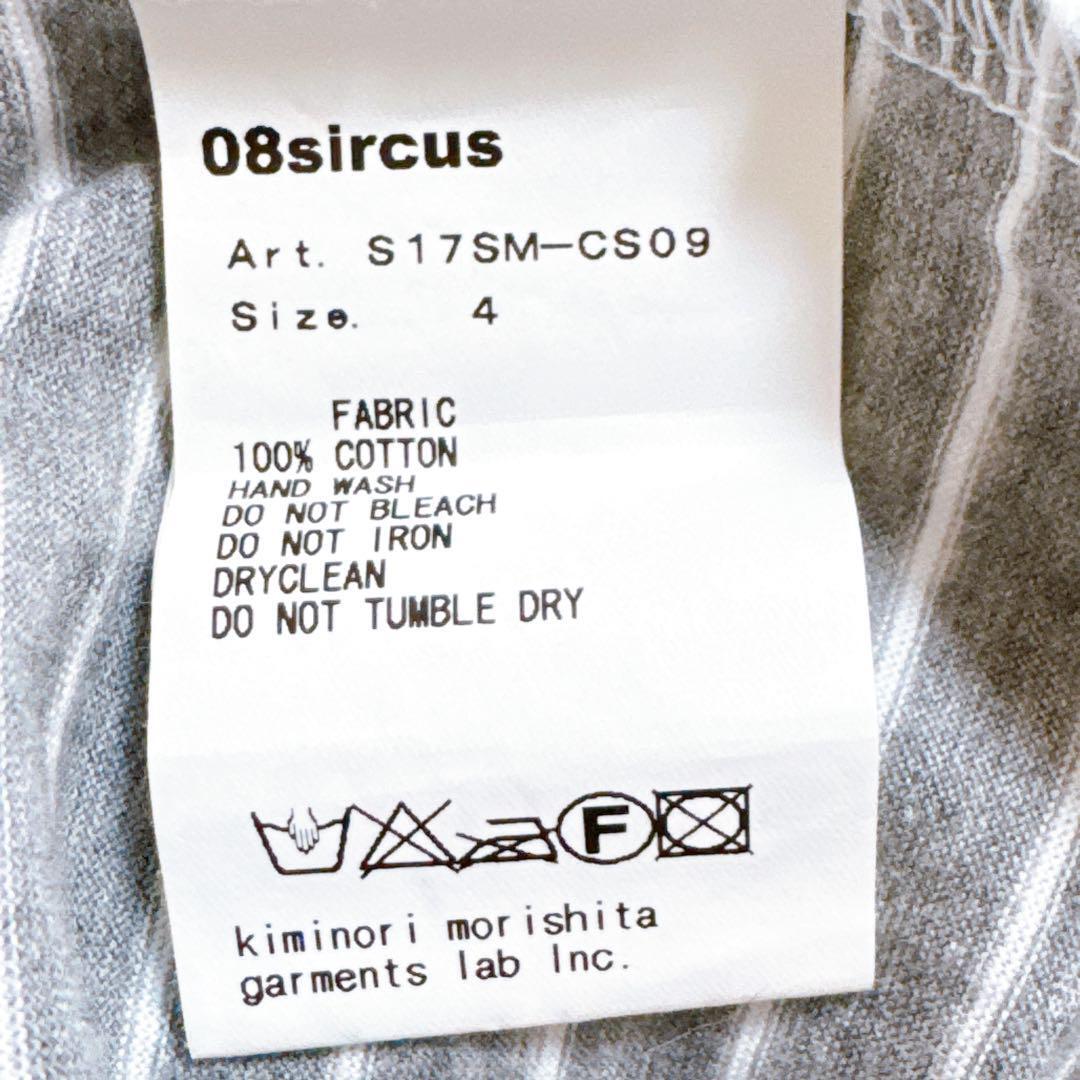 08sircus
Art. S17SM-CS09
Size. 4
FABRIC
100% COTTON
HAND WASH
DO NOT BLEACH
DO NOT IRON
DRYCLEAN
DO NOT TUMBLE DRY
F
kiminori morishita
garments lab Inc.